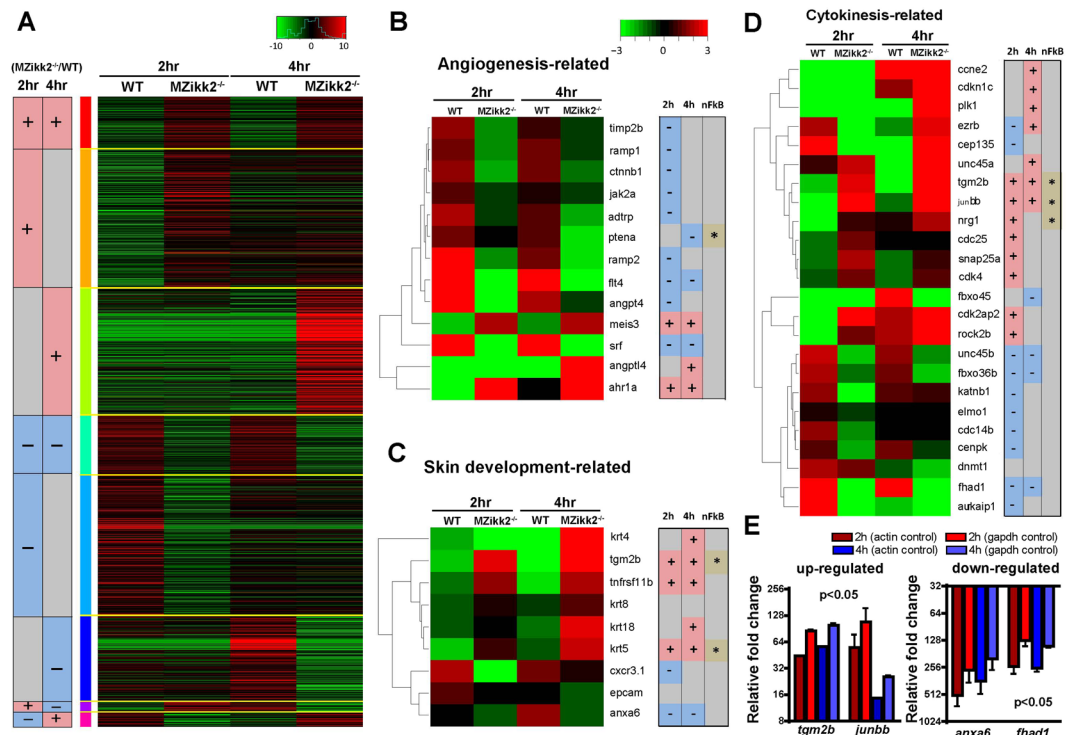 A
-10 0 10
(MZikk2-/-/WT)
2hr 4hr
2hr 4hr
WT MZikk2-/- WT MZikk2-/-
+ +
+
+
− −
−
−
+ −
− +
B
−3 0 3
Angiogenesis-related
2hr 4hr
WT MZikk2-/- WT MZikk2-/-
2h 4h nFkB
timp2b -
ramp1 -
ctnnb1 -
jak2a -
adtrp -
ptena - *
ramp2 -
flt4 - -
angpt4 -
meis3 + +
srf - -
angptl4 +
ahr1a + +
C
Skin development-related
2hr 4hr
WT MZikk2-/- WT MZikk2-/-
2h 4h nFkB
krt4 +
tgm2b + + *
tnfrsf11b + +
krt8
krt18 +
krt5 + + *
cxcr3.1 -
epcam
anxa6 - -
D
Cytokinesis-related
2hr 4hr
WT MZikk2-/- WT MZikk2-/-
2h 4h nFkB
ccne2 +
cdkn1c +
plk1 +
ezrb - +
cep135 -
unc45a +
tgm2b + + *
junbb + + *
nrg1 + *
cdc25 +
snap25a +
cdk4 +
fbxo45 -
cdk2ap2 +
rock2b +
unc45b - -
fbxo36b - -
katnb1 -
elmo1 -
cdc14b -
cenpk -
dnmt1
fhad1 - -
aukaip1 -
E
2h (actin control) 2h (gapdh control)
4h (actin control) 4h (gapdh control)
up-regulated
Relative fold change
256
128
64
32
16
8
p<0.05
tgm2b junbb
down-regulated
Relative fold change
32
64
128
256
512
1024
p<0.05
anxa6 fhad1